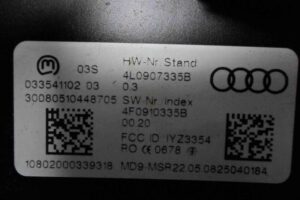 03S HW-Nr. Stand
4L0907335B
033541102 03 0.3
30080510448705 SW-Nr. Index
4F0910335B
00.20
FCC ID: IYZ3354
RO CE 0678 !
10802000339318 MD9-MSR22.05.0825040184